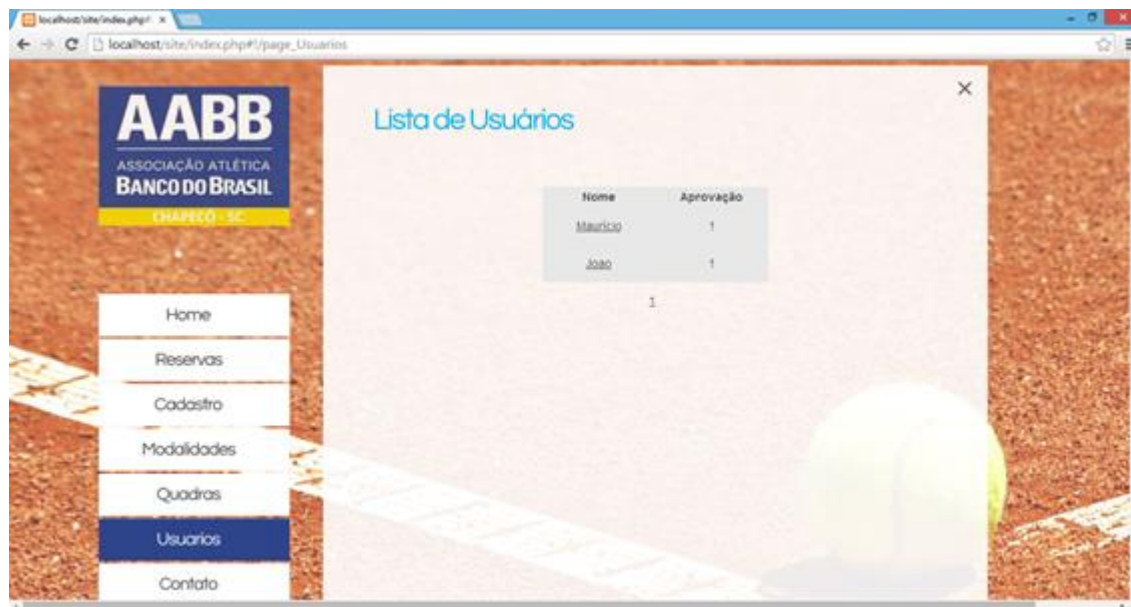 localhost/site/index.php#!
localhost/site/index.php#!/page_Usuarios
AABB
ASSOCIAÇÃO ATLÉTICA
BANCO DO BRASIL
CHAPECÓ - SC
Home
Reservas
Cadastro
Modalidades
Quadras
Usuarios
Contato
Lista de Usuários
Nome Aprovação
Maurício 1
Joao 1
1